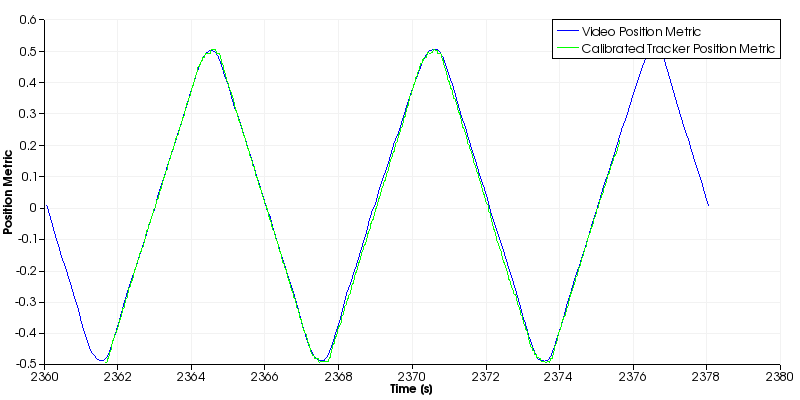 0.6
0.5
0.4
0.3
0.2
0.1
0
-0.1
-0.2
-0.3
-0.4
-0.5
Position Metric
Video Position Metric
Calibrated Tracker Position Metric
2360 2362 2364 2366 2368 2370 2372 2374 2376 2378 2380
Time (s)